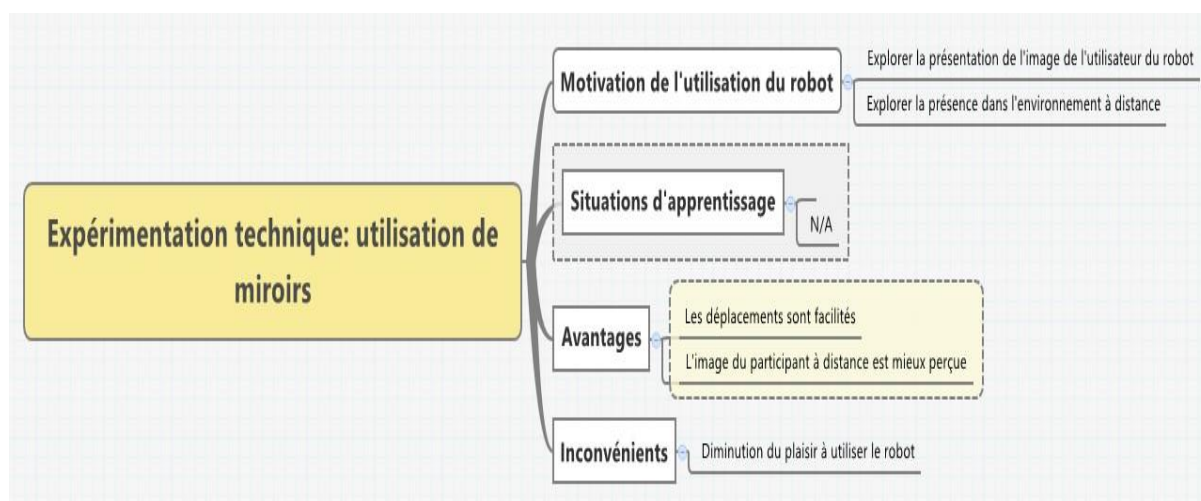 Expérimentation technique: utilisation de
miroirs
Motivation de l'utilisation du robot
Explorer la présentation de l'image de l'utilisateur du robot
Explorer la présence dans l'environnement à distance
Situations d'apprentissage
N/A
Avantages
Les déplacements sont facilités
L'image du participant à distance est mieux perçue
Inconvénients
Diminution du plaisir à utiliser le robot